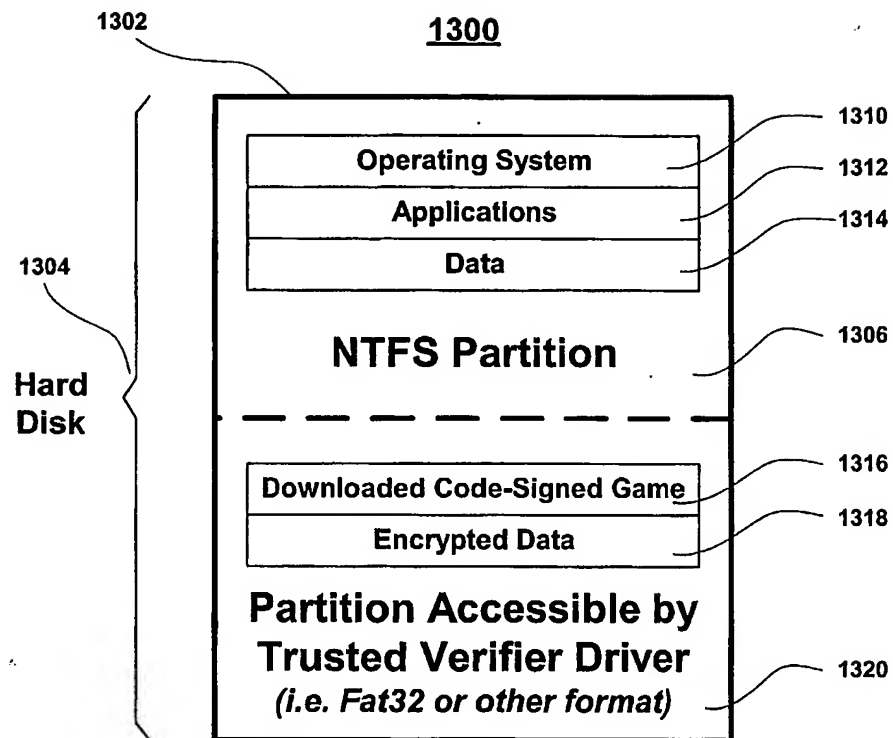 1302
1300
1310
Operating System
1312
Applications
1314
Data
1304
NTFS Partition
1306
Hard
Disk
1316
Downloaded Code-Signed Game
1318
Encrypted Data
Partition Accessible by
Trusted Verifier Driver
(i.e. Fat32 or other format)
1320